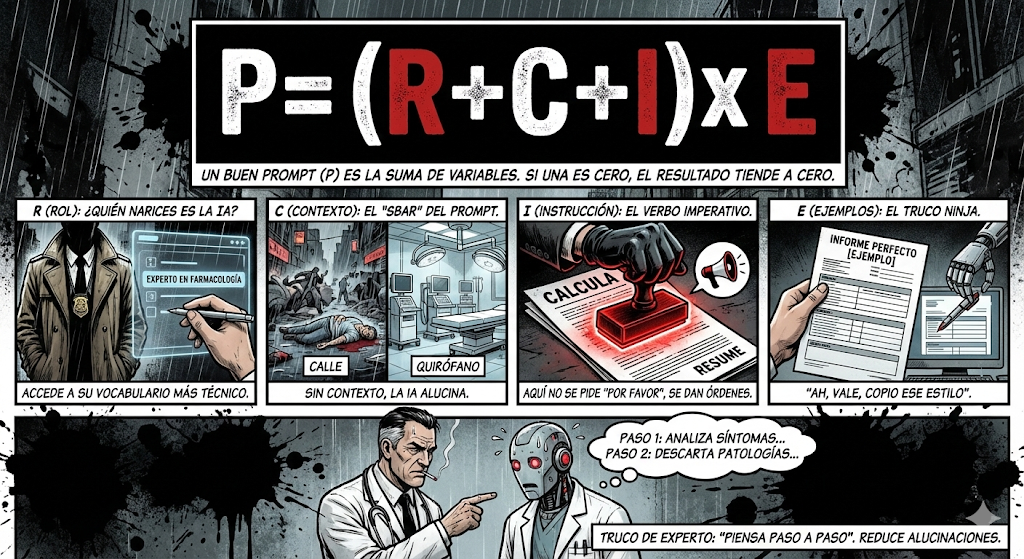 P=(R+C+I)x E
UN BUEN PROMPT (P) ES LA SUMA DE VARIABLES. SI UNA ES CERO, EL RESULTADO TIENDE A CERO.
R (ROL): ¿QUIÉN NARICES ES LA IA?
EXPERTO EN FARMACOLOGÍA
ACCEDE A SU VOCABULARIO MÁS TÉCNICO.
C (CONTEXTO): EL "SBAR" DEL PROMPT.
CALLE
QUIRÓFANO
SIN CONTEXTO, LA IA ALUCINA.
I (INSTRUCCIÓN): EL VERBO IMPERATIVO.
CALCULA
RESUME
AQUÍ NO SE PIDE "POR FAVOR", SE DAN ÓRDENES.
E (EJEMPLOS): EL TRUCO NINJA.
INFORME PERFECTO
[EJEMPLO]
"AH, VALE, COPIO ESE ESTILO".
PASO 1: ANALIZA SÍNTOMAS...
PASO 2: DESCARTA PATOLOGÍAS...
TRUCO DE EXPERTO: "PIENSA PASO A PASO". REDUCE ALUCINACIONES.